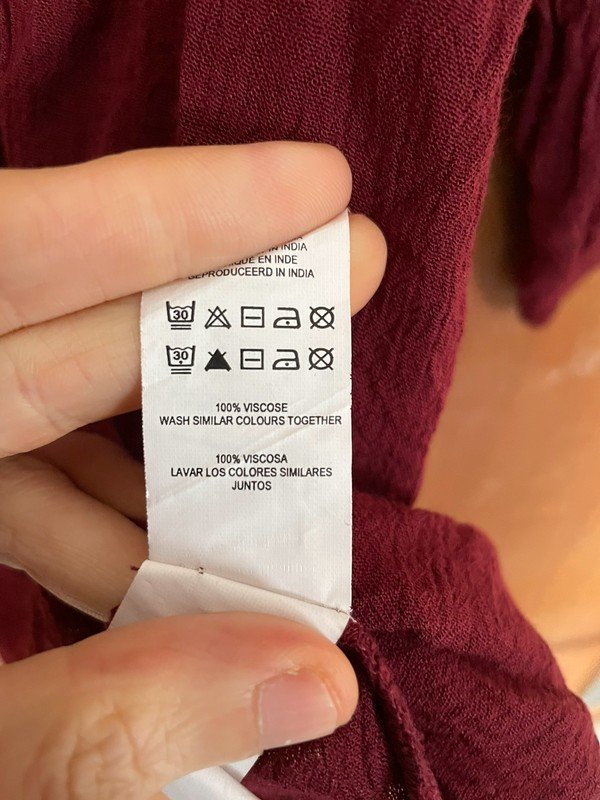 IN INDIA
EN INDE
GEPRODUCEERD IN INDIA
30
30
100% VISCOSE
WASH SIMILAR COLOURS TOGETHER
100% VISCOSA
LAVAR LOS COLORES SIMILARES
JUNTOS